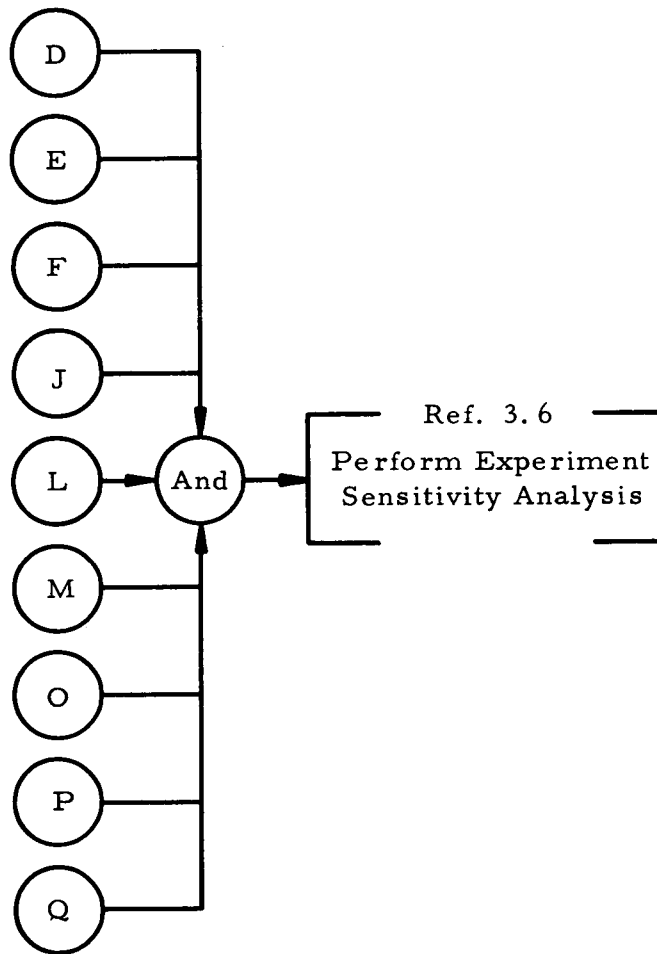 D
E
F
J
L
And
Ref. 3.6
Perform Experiment
Sensitivity Analysis
M
O
P
Q